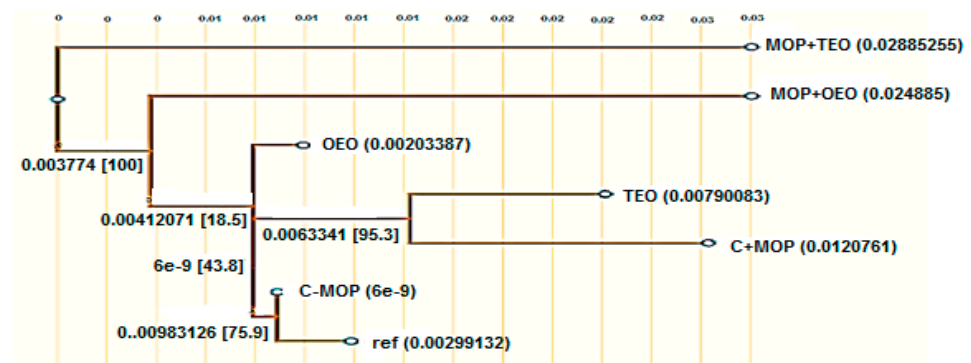 0 0 0 0.01 0.01 0.01 0.01 0.01 0.02 0.02 0.02 0.02 0.02 0.03 0.03
MOP+TEO (0.02885255)
MOP+OEO (0.024885)
OEO (0.00203387)
0.003774 [100]
TEO (0.00790083)
0.00412071 [18.5]
0.0063341 [95.3]
C+MOP (0.0120761)
6e-9 [43.8]
C-MOP (6e-9)
0..00983126 [75.9]
ref (0.00299132)